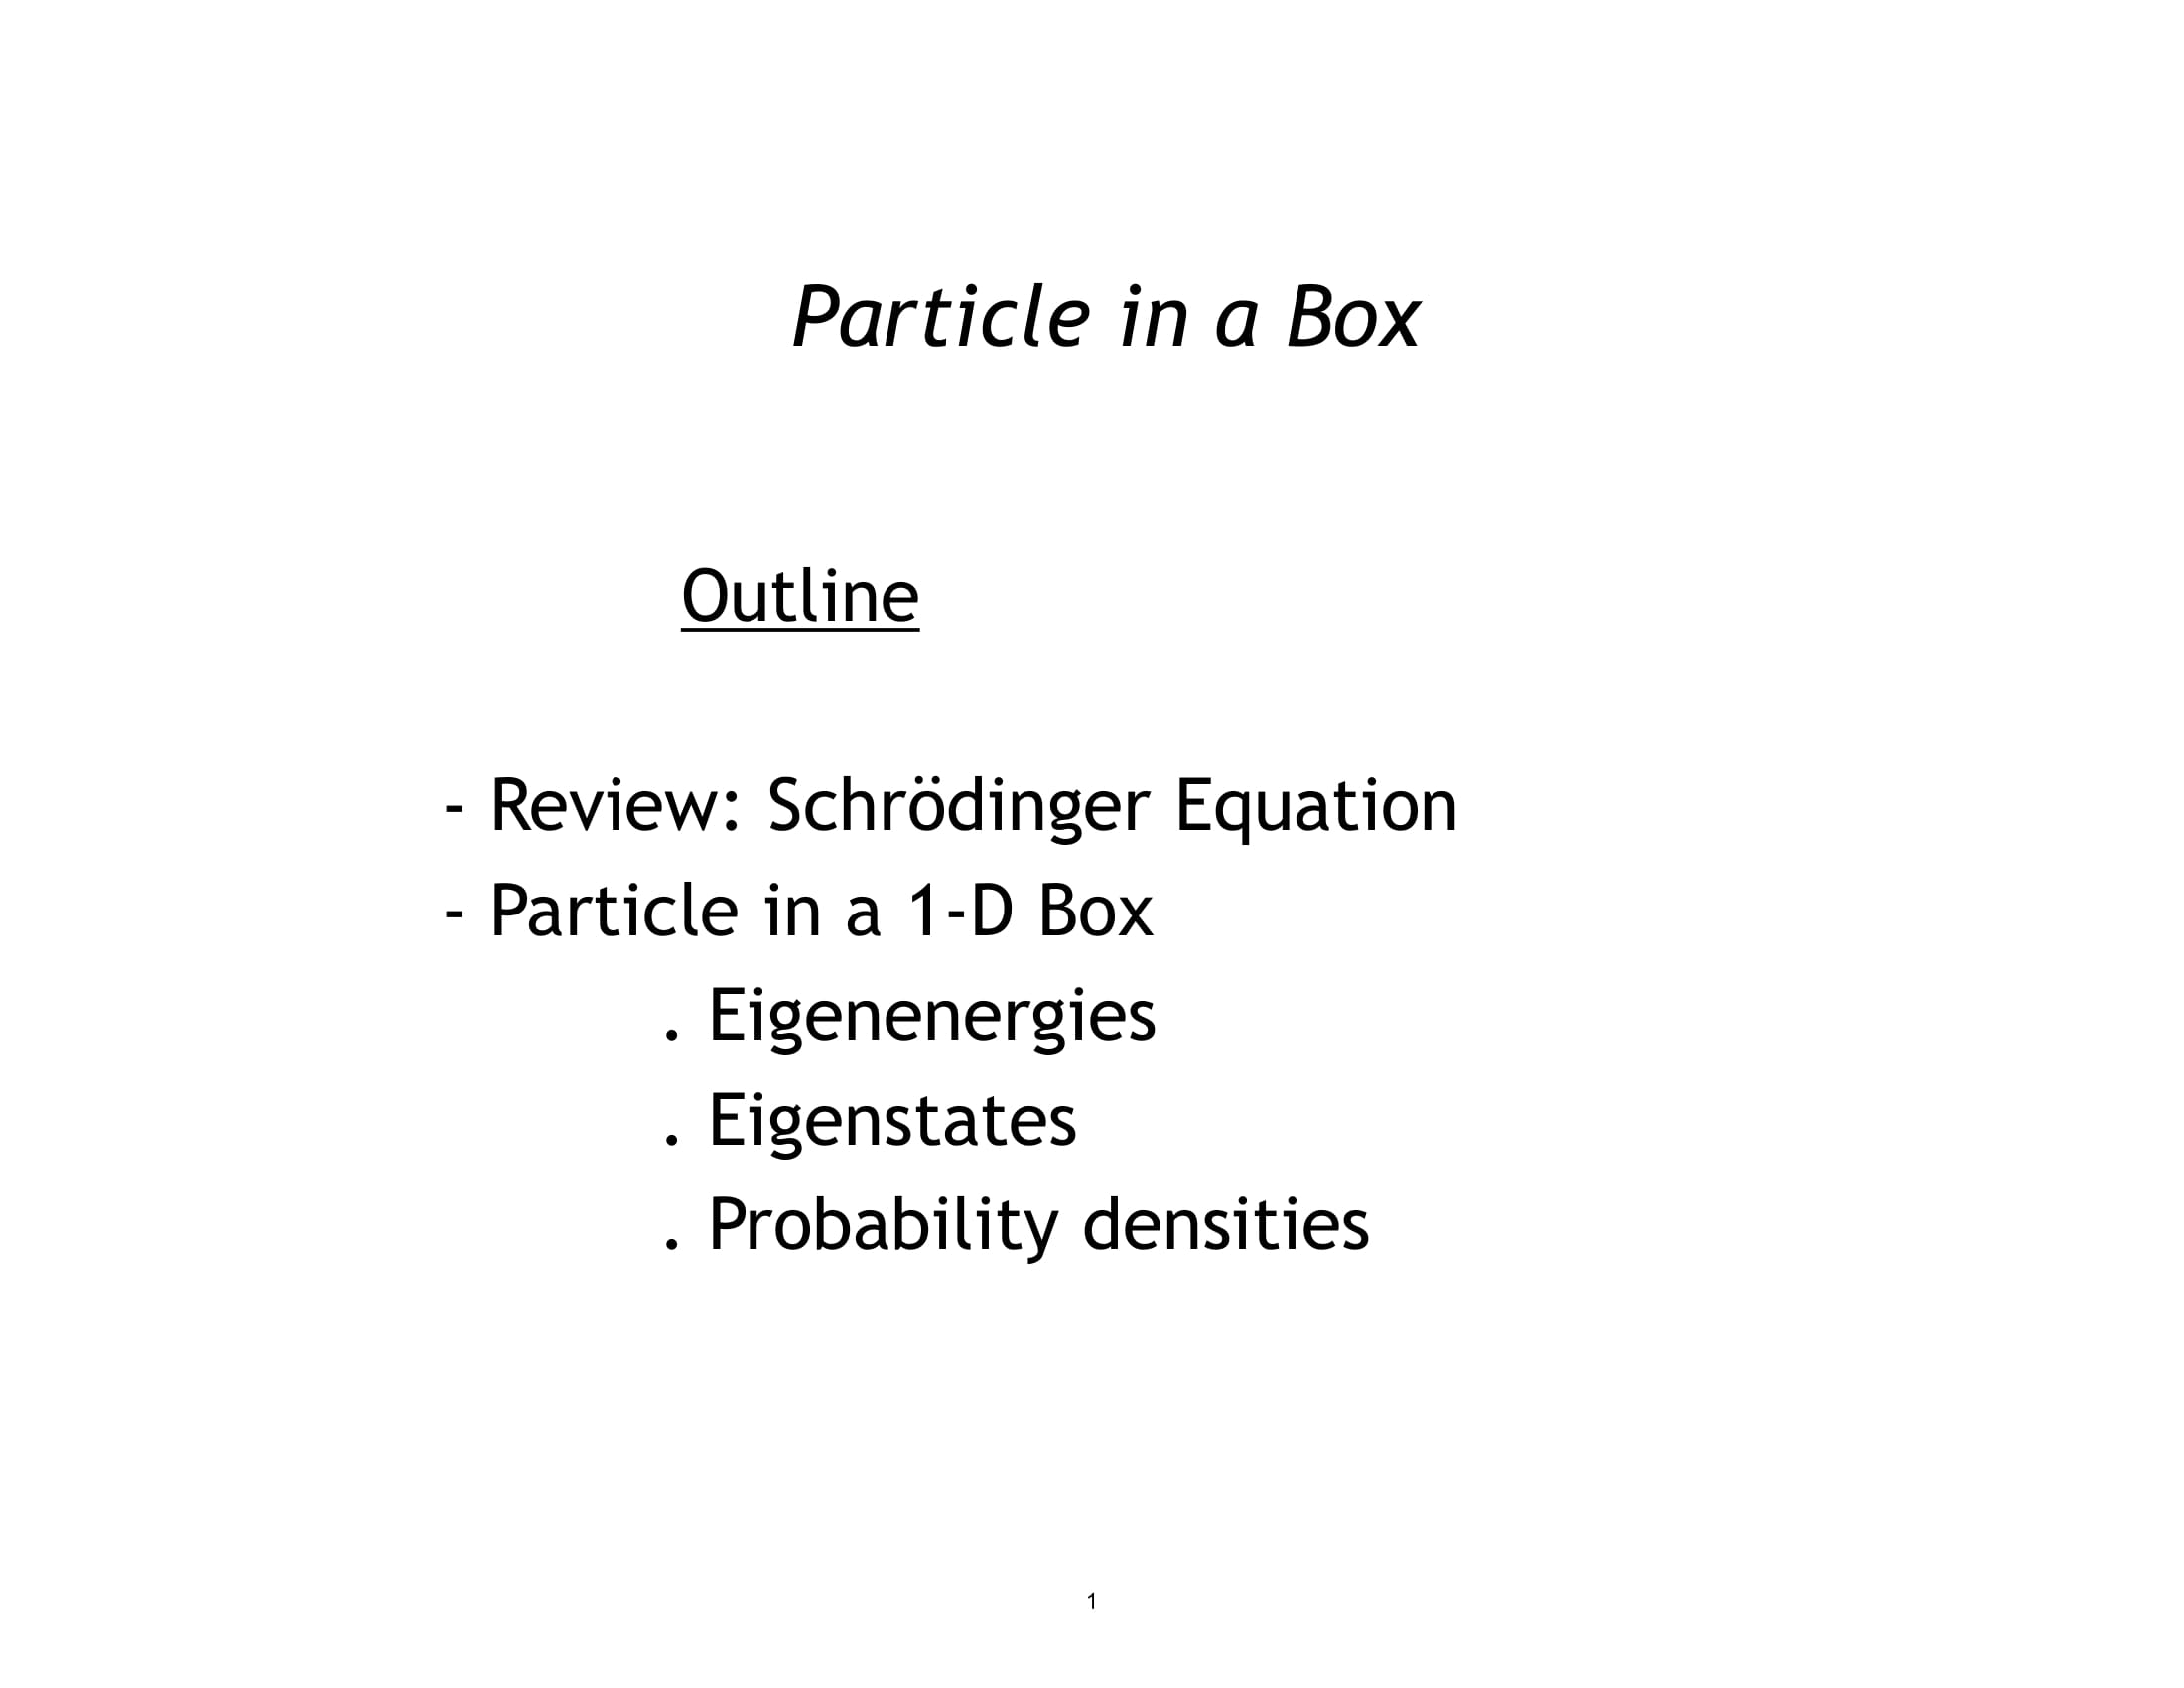 Particle in a Box
Outline
- Review: Schrödinger Equation
- Particle in a 1-D Box
. Eigenenergies
. Eigenstates
. Probability densities
1